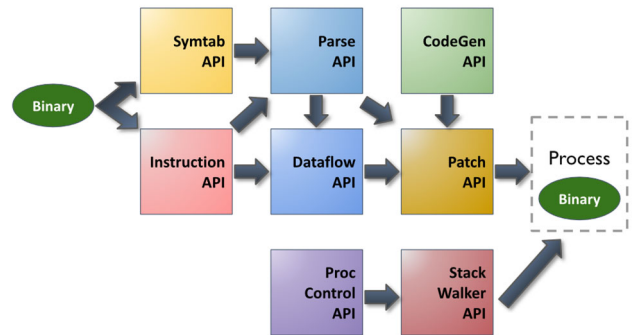 Symtab
API
Parse
API
CodeGen
API
Binary
Instruction
API
Dataflow
API
Patch
API
Process
Binary
Proc
Control
API
Stack
Walker
API